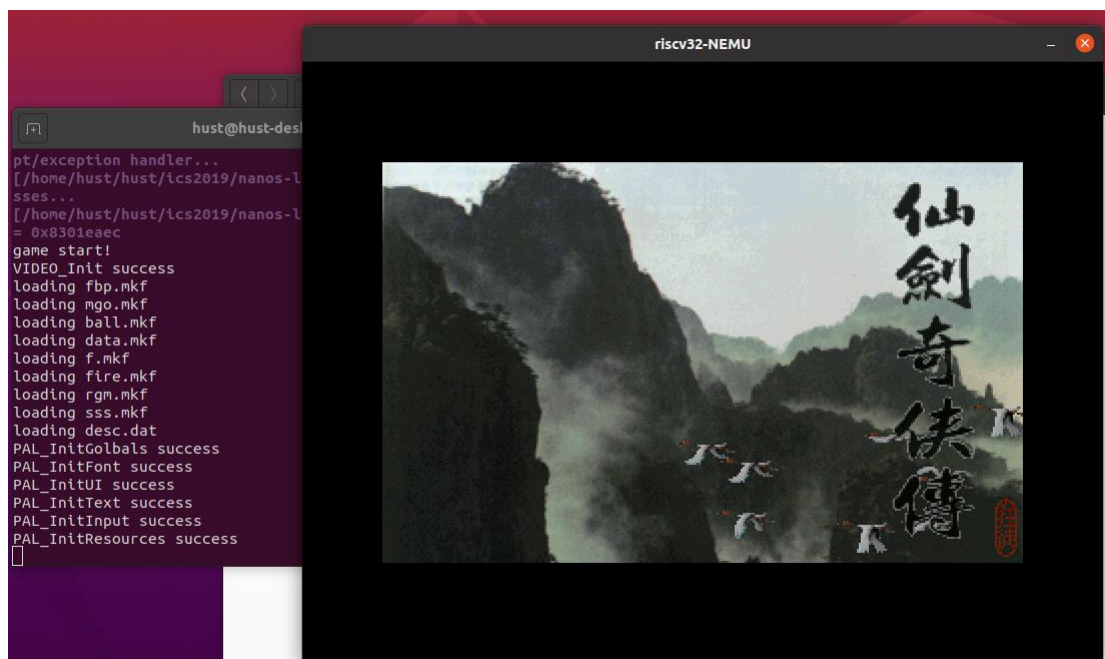 riscv32-NEMU
hust@hust-des
pt/exception handler...
[/home/hust/hust/ics2019/nanos-l
sses...
[/home/hust/hust/ics2019/nanos-l
= 0x8301eaec
game start!
VIDEO_Init success
loading fbp.mkf
loading mgo.mkf
loading ball.mkf
loading data.mkf
loading f.mkf
loading fire.mkf
loading rgm.mkf
loading sss.mkf
loading desc.dat
PAL_InitGolbals success
PAL_InitFont success
PAL_InitUI success
PAL_InitText success
PAL_InitInput success
PAL_InitResources success
仙劍奇俠傳